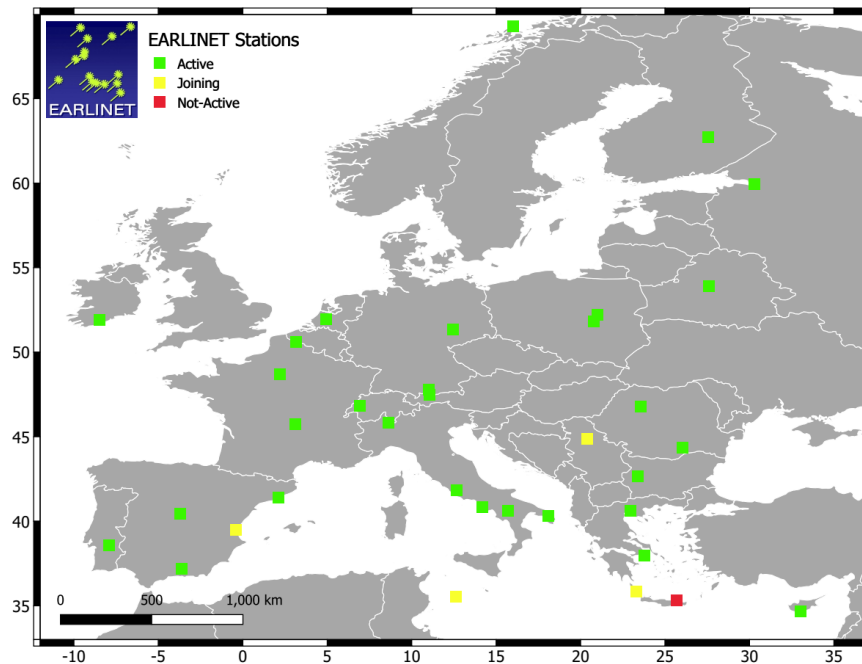 EARLINET Stations
Active
Joining
Not-Active
EARLINET
65
60
55
50
45
40
35
0 500 1,000 km
-10 -5 0 5 10 15 20 25 30 35